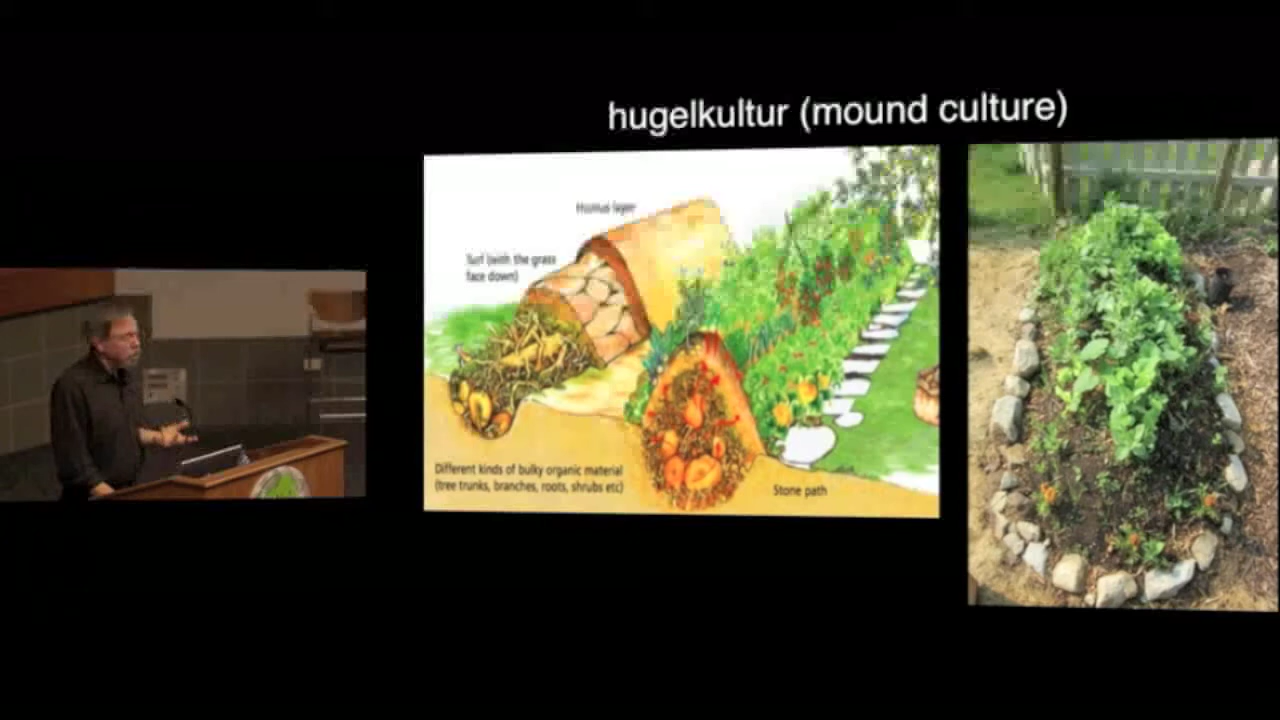 hugelkultur (mound culture)
Humus layer
Turf (with the grass
face down)
Different kinds of bulky organic material
(tree trunks, branches, roots, shrubs etc)
Stone path